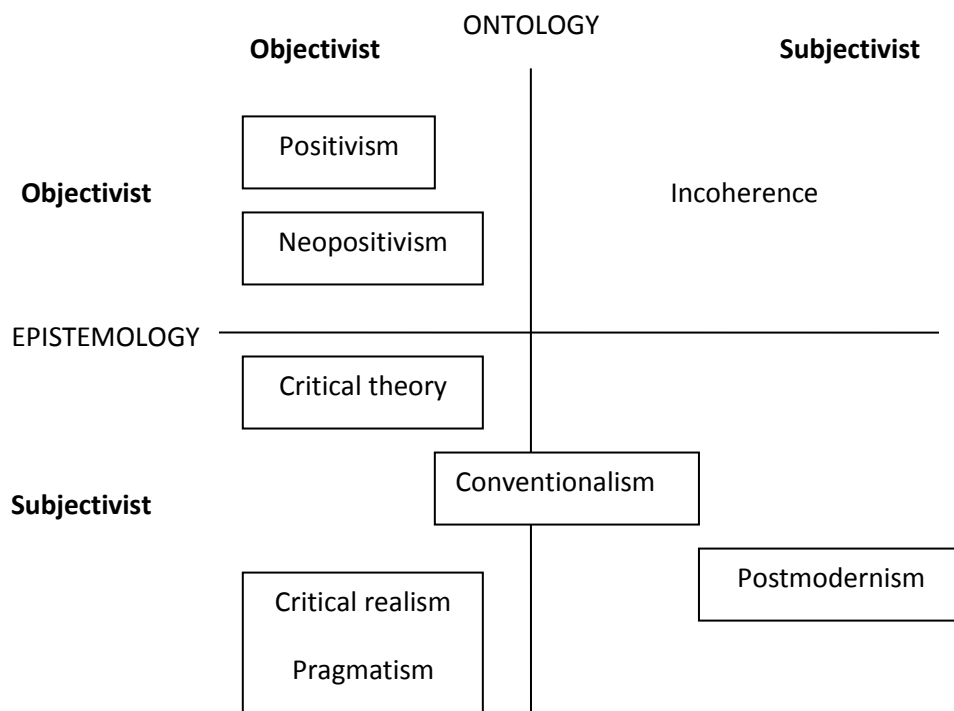 ONTOLOGY
Objectivist
Subjectivist
Positivism
Objectivist
Incoherence
Neopositivism
EPISTEMOLOGY
Critical theory
Conventionalism
Subjectivist
Postmodernism
Critical realism
Pragmatism